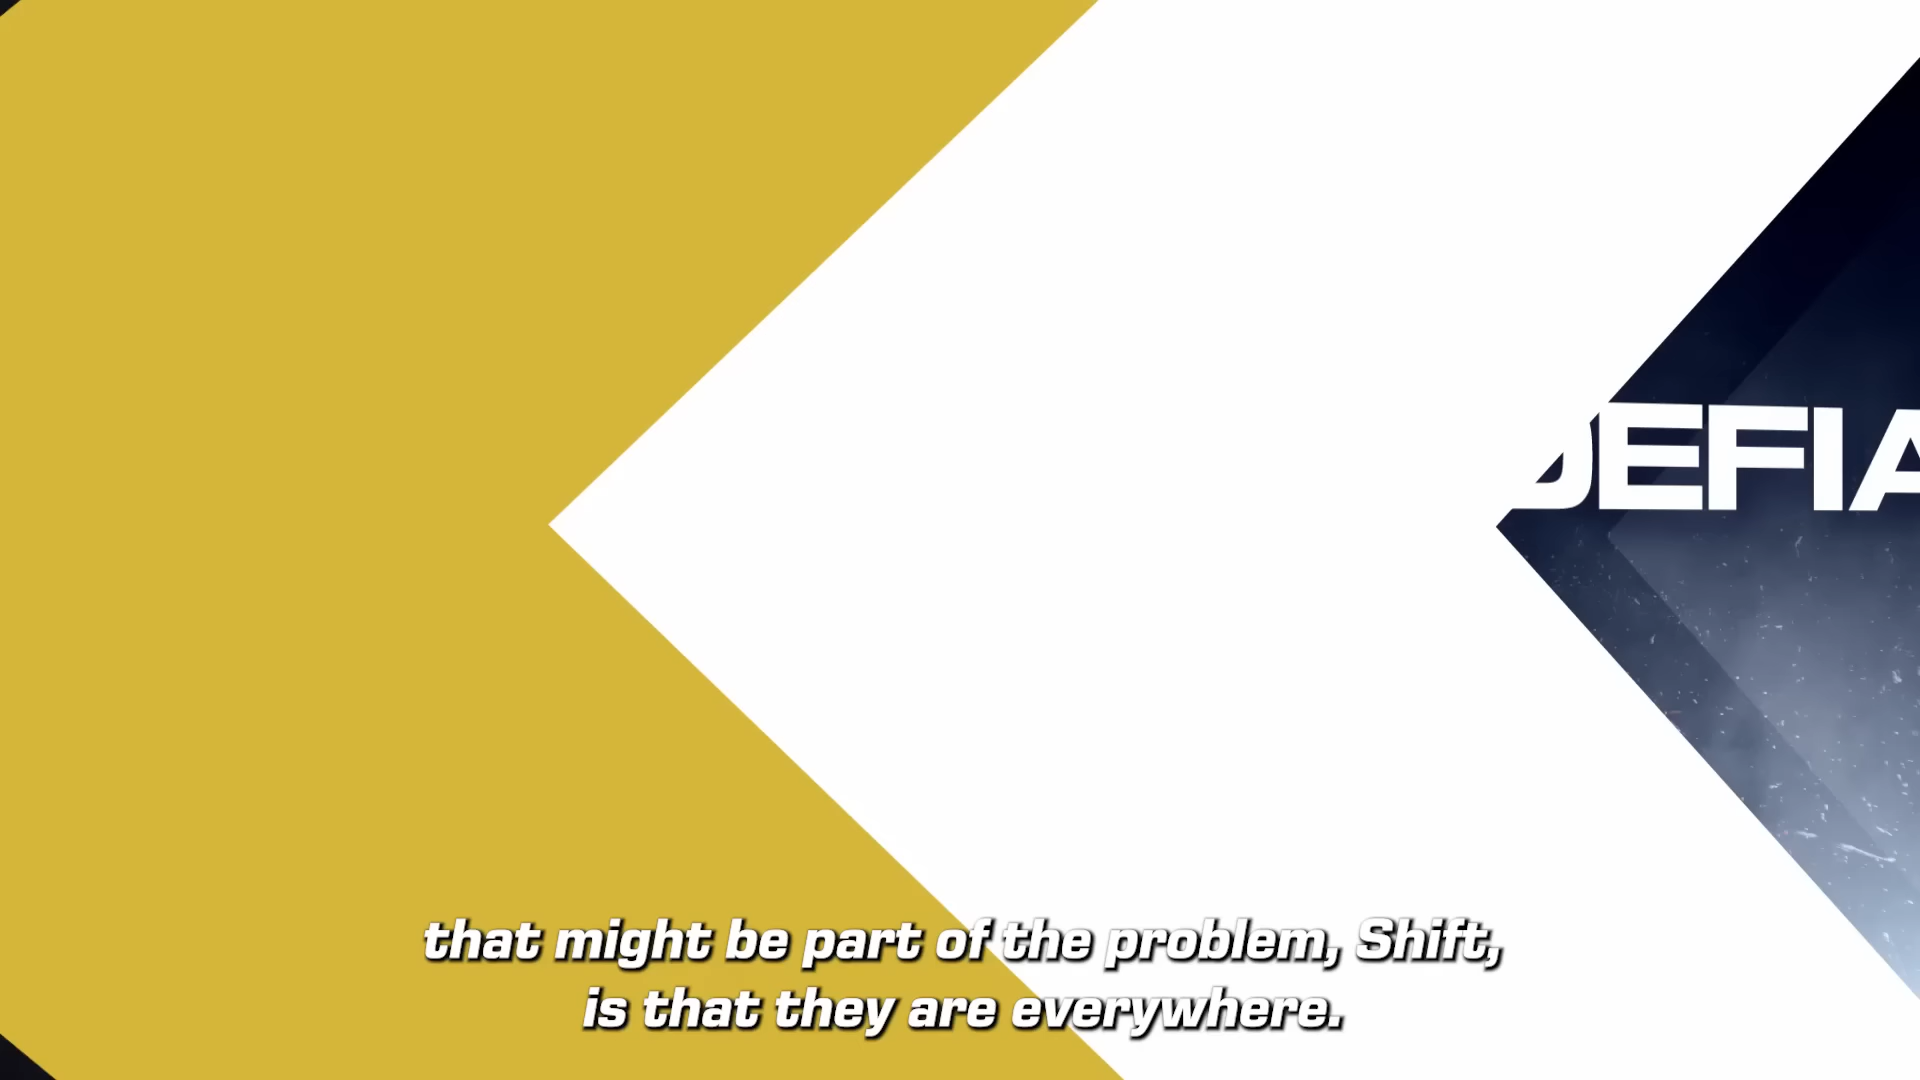 DEFIA
that might be part of the problem, Shift,
is that they are everywhere.